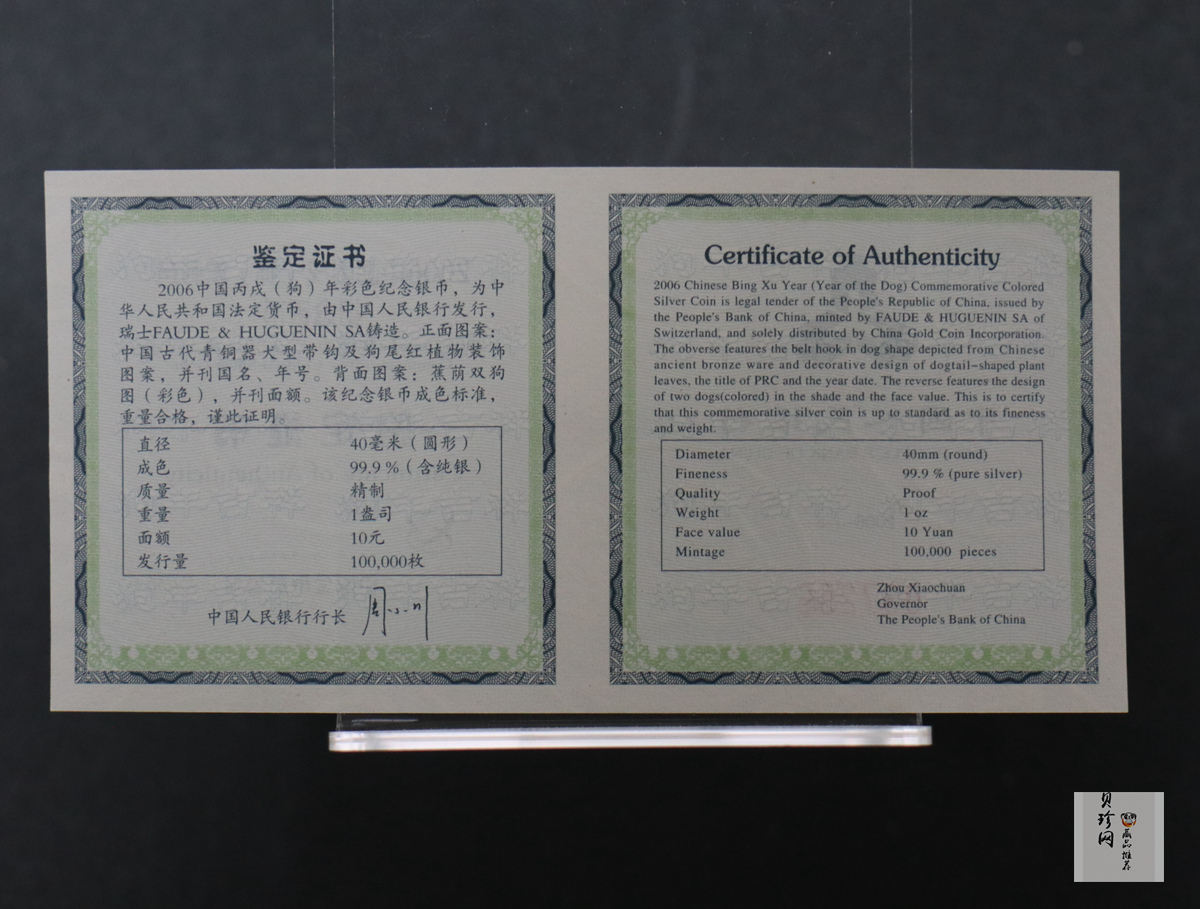 鉴定证书
2006中国丙戌（狗）年彩色纪念银币，为中
华人民共和国法定货币，由中国人民银行发行，
瑞士FAUDE & HUGUENIN SA铸造。正面图案：
中国古代青铜器犬型带钩及狗尾红植物装饰
图案，并刊国名、年号。背面图案：蕉荫双狗
图（彩色），并刊面额。该纪念银币成色标准，
重量合格，谨此证明。
直径 40毫米（圆形）
成色 99.9%（含纯银）
质量 精制
重量 1盎司
面额 10元
发行量 100,000枚
中国人民银行行长 周小川
Certificate of Authenticity
2006 Chinese Bing Xu Year (Year of the Dog) Commemorative Colored
Silver Coin is legal tender of the People's Republic of China, issued by
the People's Bank of China, minted by FAUDE & HUGUENIN SA of
Switzerland, and solely distributed by China Gold Coin Incorporation.
The obverse features the belt hook in dog shape depicted from Chinese
ancient bronze ware and decorative design of dogtail-shaped plant
leaves, the title of PRC and the year date. The reverse features the design
of two dogs(colored) in the shade and the face value. This is to certify
that this commemorative silver coin is up to standard as to its fineness
and weight.
Diameter 40mm (round)
Fineness 99.9 % (pure silver)
Quality Proof
Weight 1 oz
Face value 10 Yuan
Mintage 100,000 pieces
Zhou Xiaochuan
Governor
The People's Bank of China
贝珍网
藏品推荐